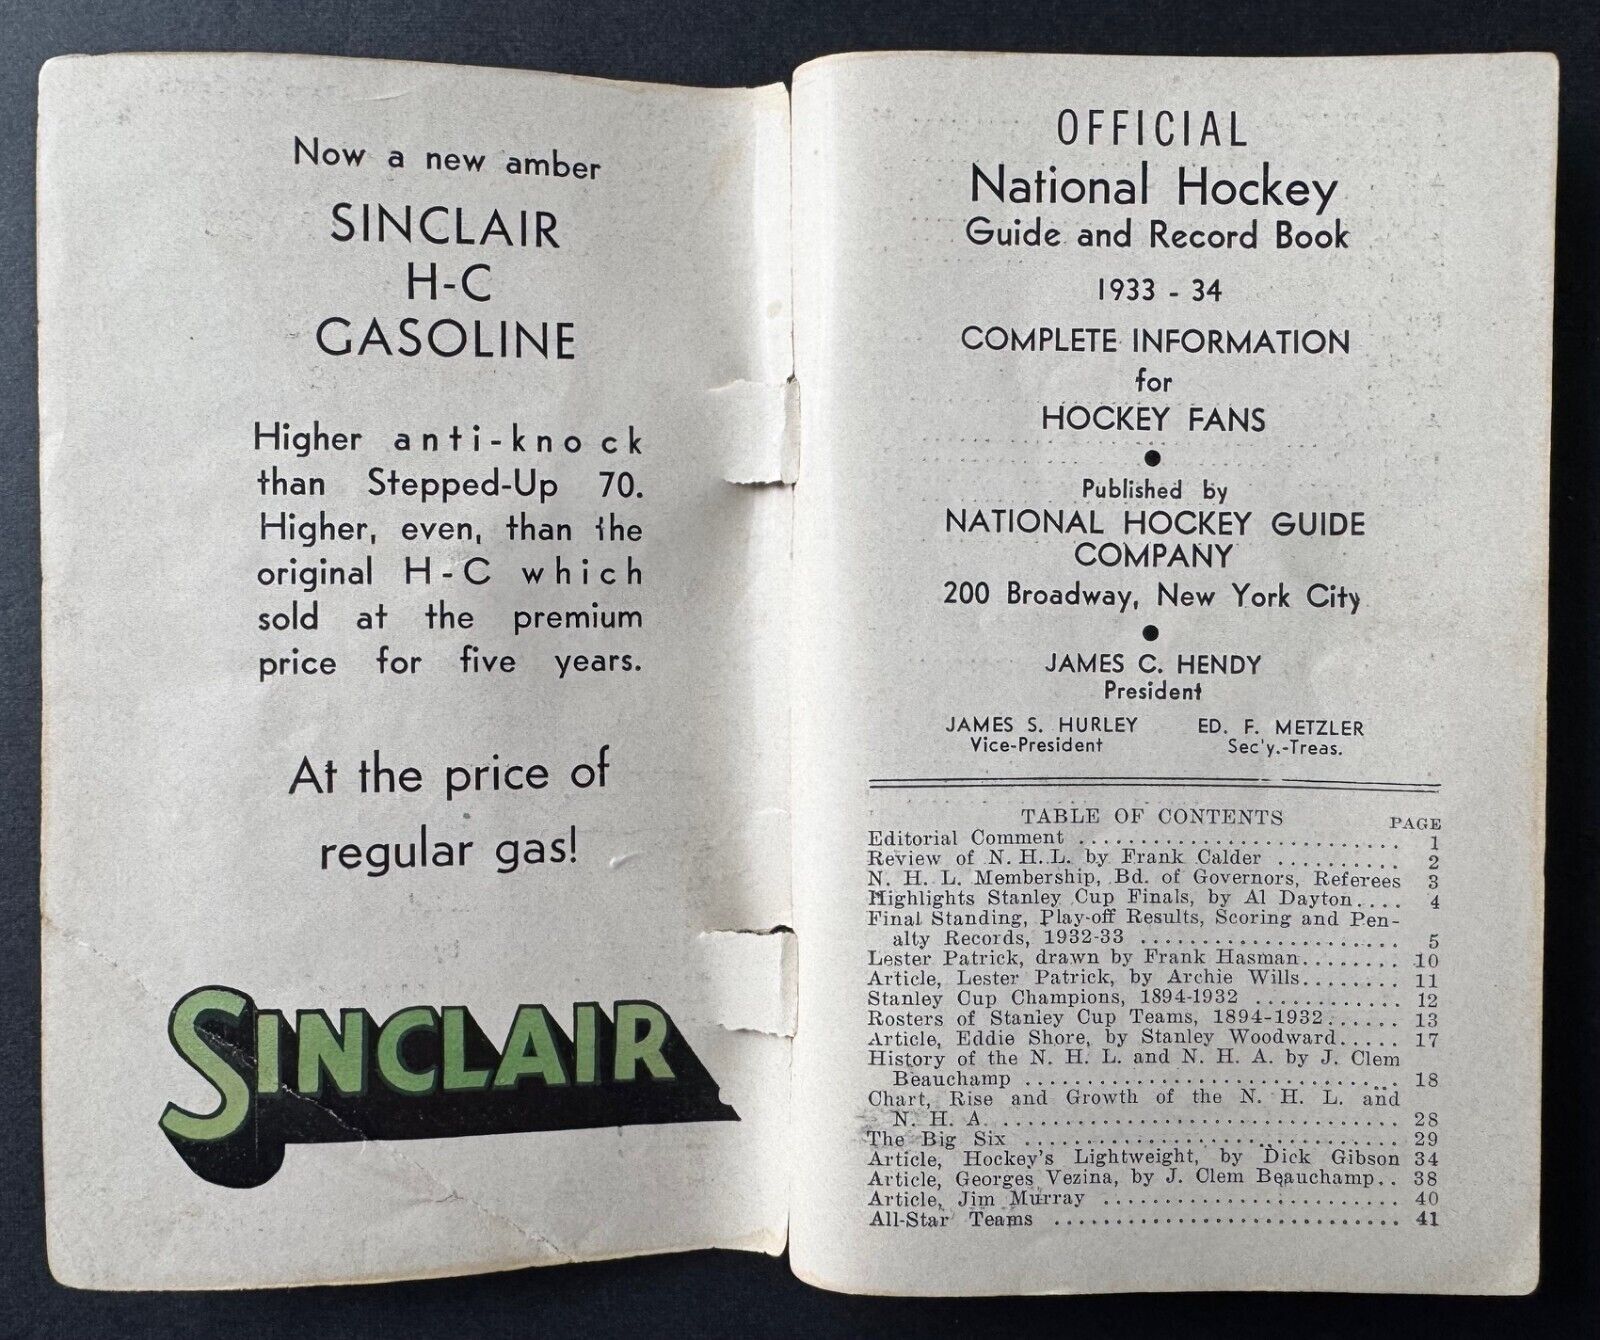 Now a new amber
SINCLAIR
H-C
GASOLINE
Higher anti-knock
than Stepped-Up 70.
Higher, even, than the
original H-C which
sold at the premium
price for five years.
At the price of
regular gas!
SINCLAIR
OFFICIAL
National Hockey
Guide and Record Book
1933 - 34
COMPLETE INFORMATION
for
HOCKEY FANS
●
Published by
NATIONAL HOCKEY GUIDE
COMPANY
200 Broadway, New York City
●
JAMES C. HENDY
President
JAMES S. HURLEY ED. F. METZLER
Vice-President Sec'y.-Treas.
TABLE OF CONTENTS PAGE
Editorial Comment .......................... 1
Review of N. H. L. by Frank Calder .......... 2
N. H. L. Membership, Bd. of Governors, Referees 3
Highlights Stanley Cup Finals, by Al Dayton.... 4
Final Standing, Play-off Results, Scoring and Pen-
alty Records, 1932-33 ...................... 5
Lester Patrick, drawn by Frank Hasman........ 10
Article, Lester Patrick, by Archie Wills........ 11
Stanley Cup Champions, 1894-1932 ............ 12
Rosters of Stanley Cup Teams, 1894-1932...... 13
Article, Eddie Shore, by Stanley Woodward..... 17
History of the N. H. L. and N. H. A. by J. Clem
Beauchamp ................................ 18
Chart, Rise and Growth of the N. H. L. and
N. H. A. .................................. 28
The Big Six ................................ 29
Article, Hockey's Lightweight, by Dick Gibson 34
Article, Georges Vezina, by J. Clem Beauchamp.. 38
Article, Jim Murray ........................ 40
All-Star Teams ............................ 41